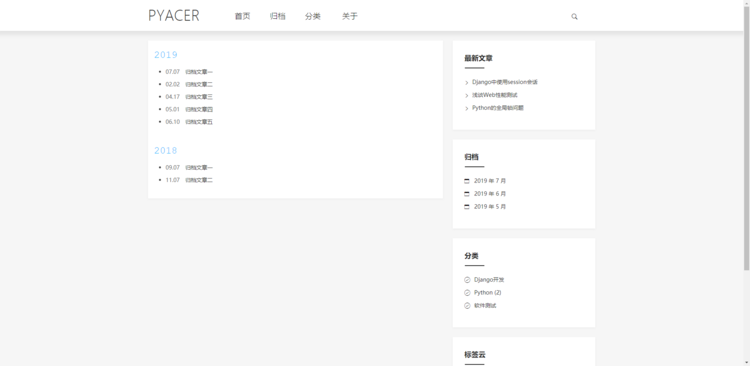 PYACER 首页 归档 分类 关于
2019
07.07 归档文章一
02.02 归档文章二
04.17 归档文章三
05.01 归档文章四
06.10 归档文章五
2018
09.07 归档文章一
11.07 归档文章二
最新文章
Django中使用session会话
浅谈Web性能测试
Python的全局锁问题
归档
2019 年 7 月
2019 年 6 月
2019 年 5 月
分类
Django开发
Python (2)
软件测试
标签云